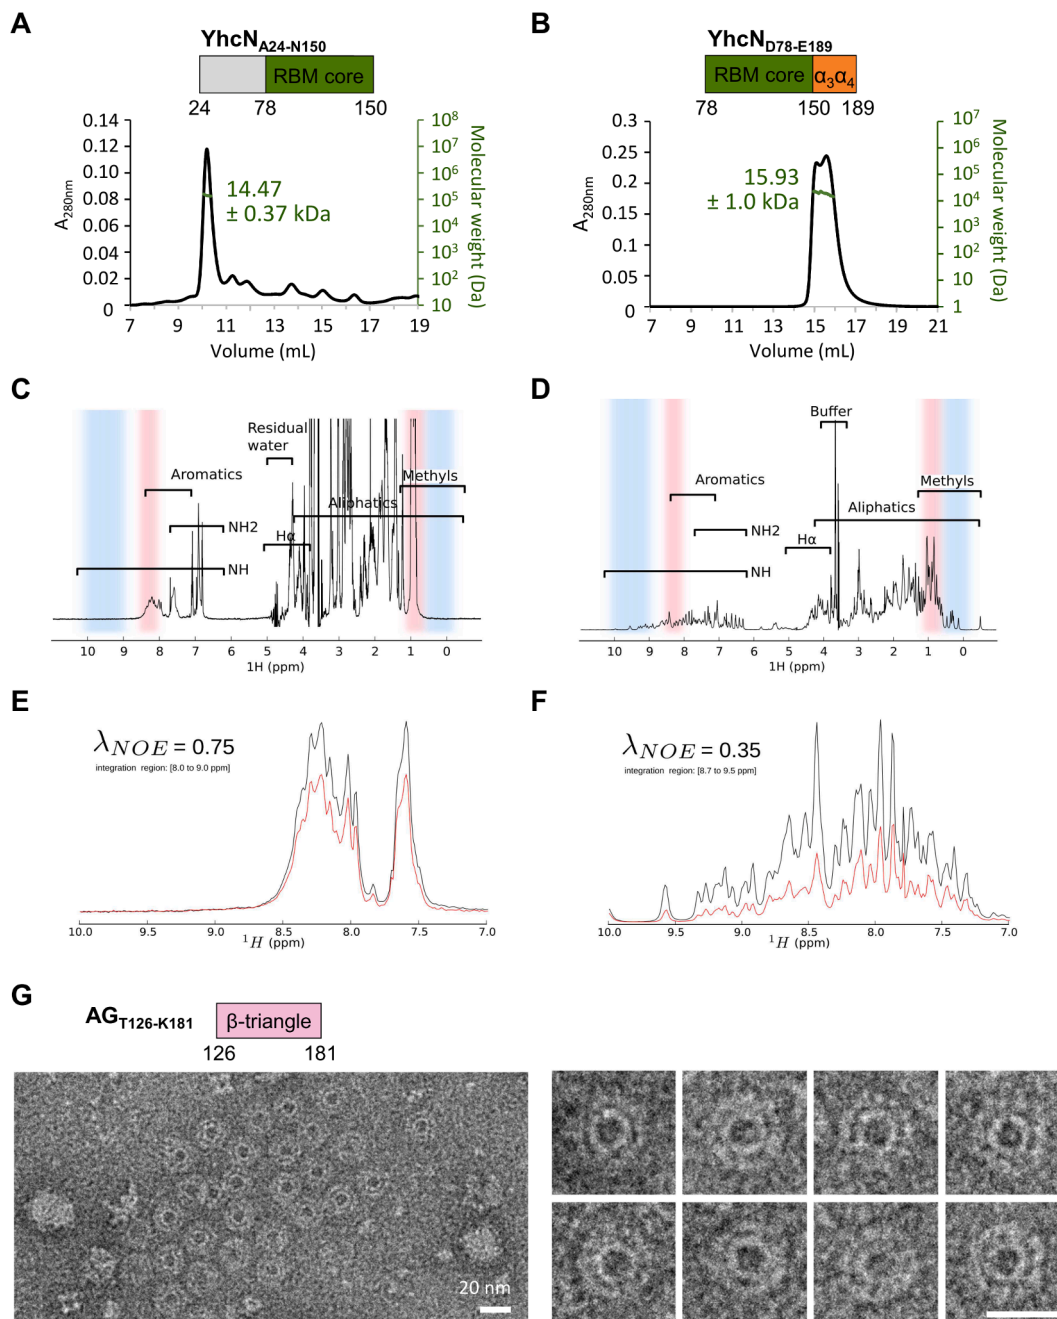 A
YhcN A24-N150
RBM core
24 78 150
0.14
0.12
0.10
0.08
0.06
0.04
0.02
0
A280nm
14.47
± 0.37 kDa
10⁸
10⁷
10⁶
10⁵
10⁴
10³
10²
10
Molecular weight (Da)
7 9 11 13 15 17 19
Volume (mL)
B
YhcN D78-E189
RBM core α3α4
78 150 189
0.3
0.25
0.2
0.15
0.1
0.05
0
A280nm
15.93
± 1.0 kDa
10⁷
10⁶
10⁵
10⁴
10³
10²
10
1
Molecular weight (Da)
7 9 11 13 15 17 19 21
Volume (mL)
C
Residual
water
Aromatics
Methyls
Aliphatics
NH2
Hα
NH
10 9 8 7 6 5 4 3 2 1 0
1H (ppm)
D
Buffer
Aromatics
Methyls
Aliphatics
NH2
Hα
NH
10 9 8 7 6 5 4 3 2 1 0
1H (ppm)
E
λNOE = 0.75
integration region: [8.0 to 9.0 ppm]
10.0 9.5 9.0 8.5 8.0 7.5 7.0
¹H (ppm)
F
λNOE = 0.35
integration region: [8.7 to 9.5 ppm]
10.0 9.5 9.0 8.5 8.0 7.5 7.0
¹H (ppm)
G
AG T126-K181
β-triangle
126 181
20 nm